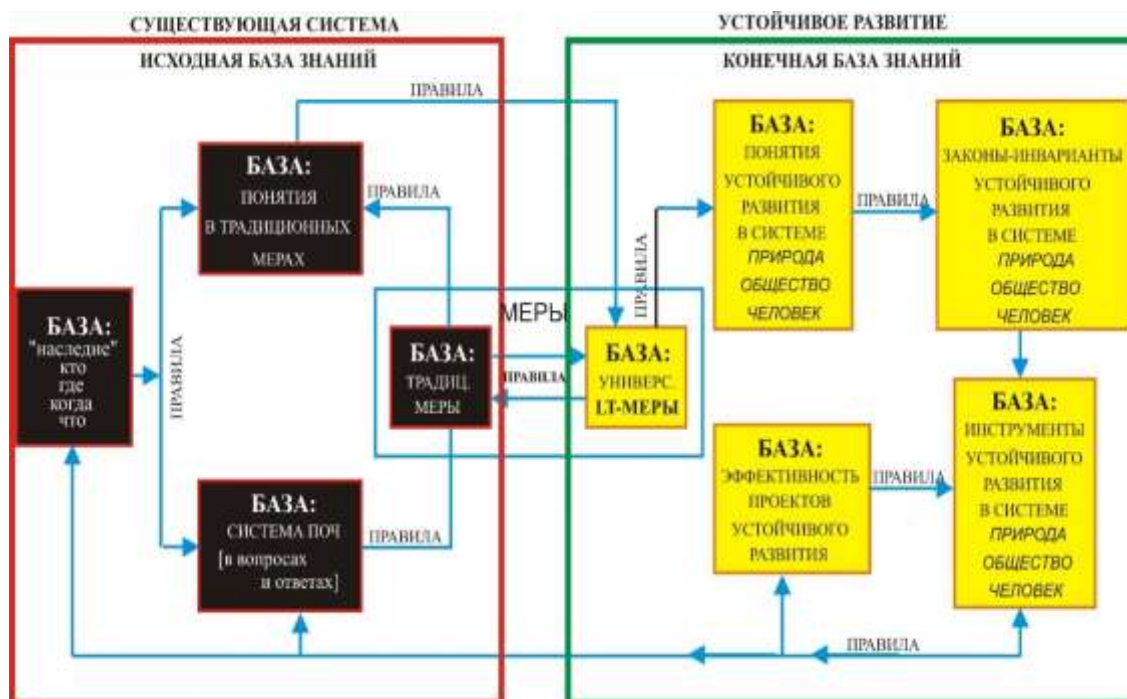 СУЩЕСТВУЮЩАЯ СИСТЕМА
ИСХОДНАЯ БАЗА ЗНАНИЙ
ПРАВИЛА
БАЗА:
ПОНЯТИЯ
В ТРАДИЦИОННЫХ
МЕРАХ
ПРАВИЛА
БАЗА:
"наследие"
кто
где
когда
что
ПРАВИЛА
МЕРЫ
БАЗА:
ТРАДИЦ.
МЕРЫ
ПРАВИЛА
БАЗА:
СИСТЕМА ПОЧ
[в вопросах
и ответах]
ПРАВИЛА
УСТОЙЧИВОЕ РАЗВИТИЕ
КОНЕЧНАЯ БАЗА ЗНАНИЙ
БАЗА:
УНИВЕРС.
LT-МЕРЫ
ПРАВИЛА
БАЗА:
ПОНЯТИЯ
УСТОЙЧИВОГО
РАЗВИТИЯ
В СИСТЕМЕ
ПРИРОДА
ОБЩЕСТВО
ЧЕЛОВЕК
ПРАВИЛА
БАЗА:
ЗАКОНЫ-ИНВАРИАНТЫ
УСТОЙЧИВОГО
РАЗВИТИЯ
В СИСТЕМЕ
ПРИРОДА
ОБЩЕСТВО
ЧЕЛОВЕК
БАЗА:
ЭФФЕКТИВНОСТЬ
ПРОЕКТОВ
УСТОЙЧИВОГО
РАЗВИТИЯ
ПРАВИЛА
БАЗА:
ИНСТРУМЕНТЫ
УСТОЙЧИВОГО
РАЗВИТИЯ
В СИСТЕМЕ
ПРИРОДА
ОБЩЕСТВО
ЧЕЛОВЕК
ПРАВИЛА